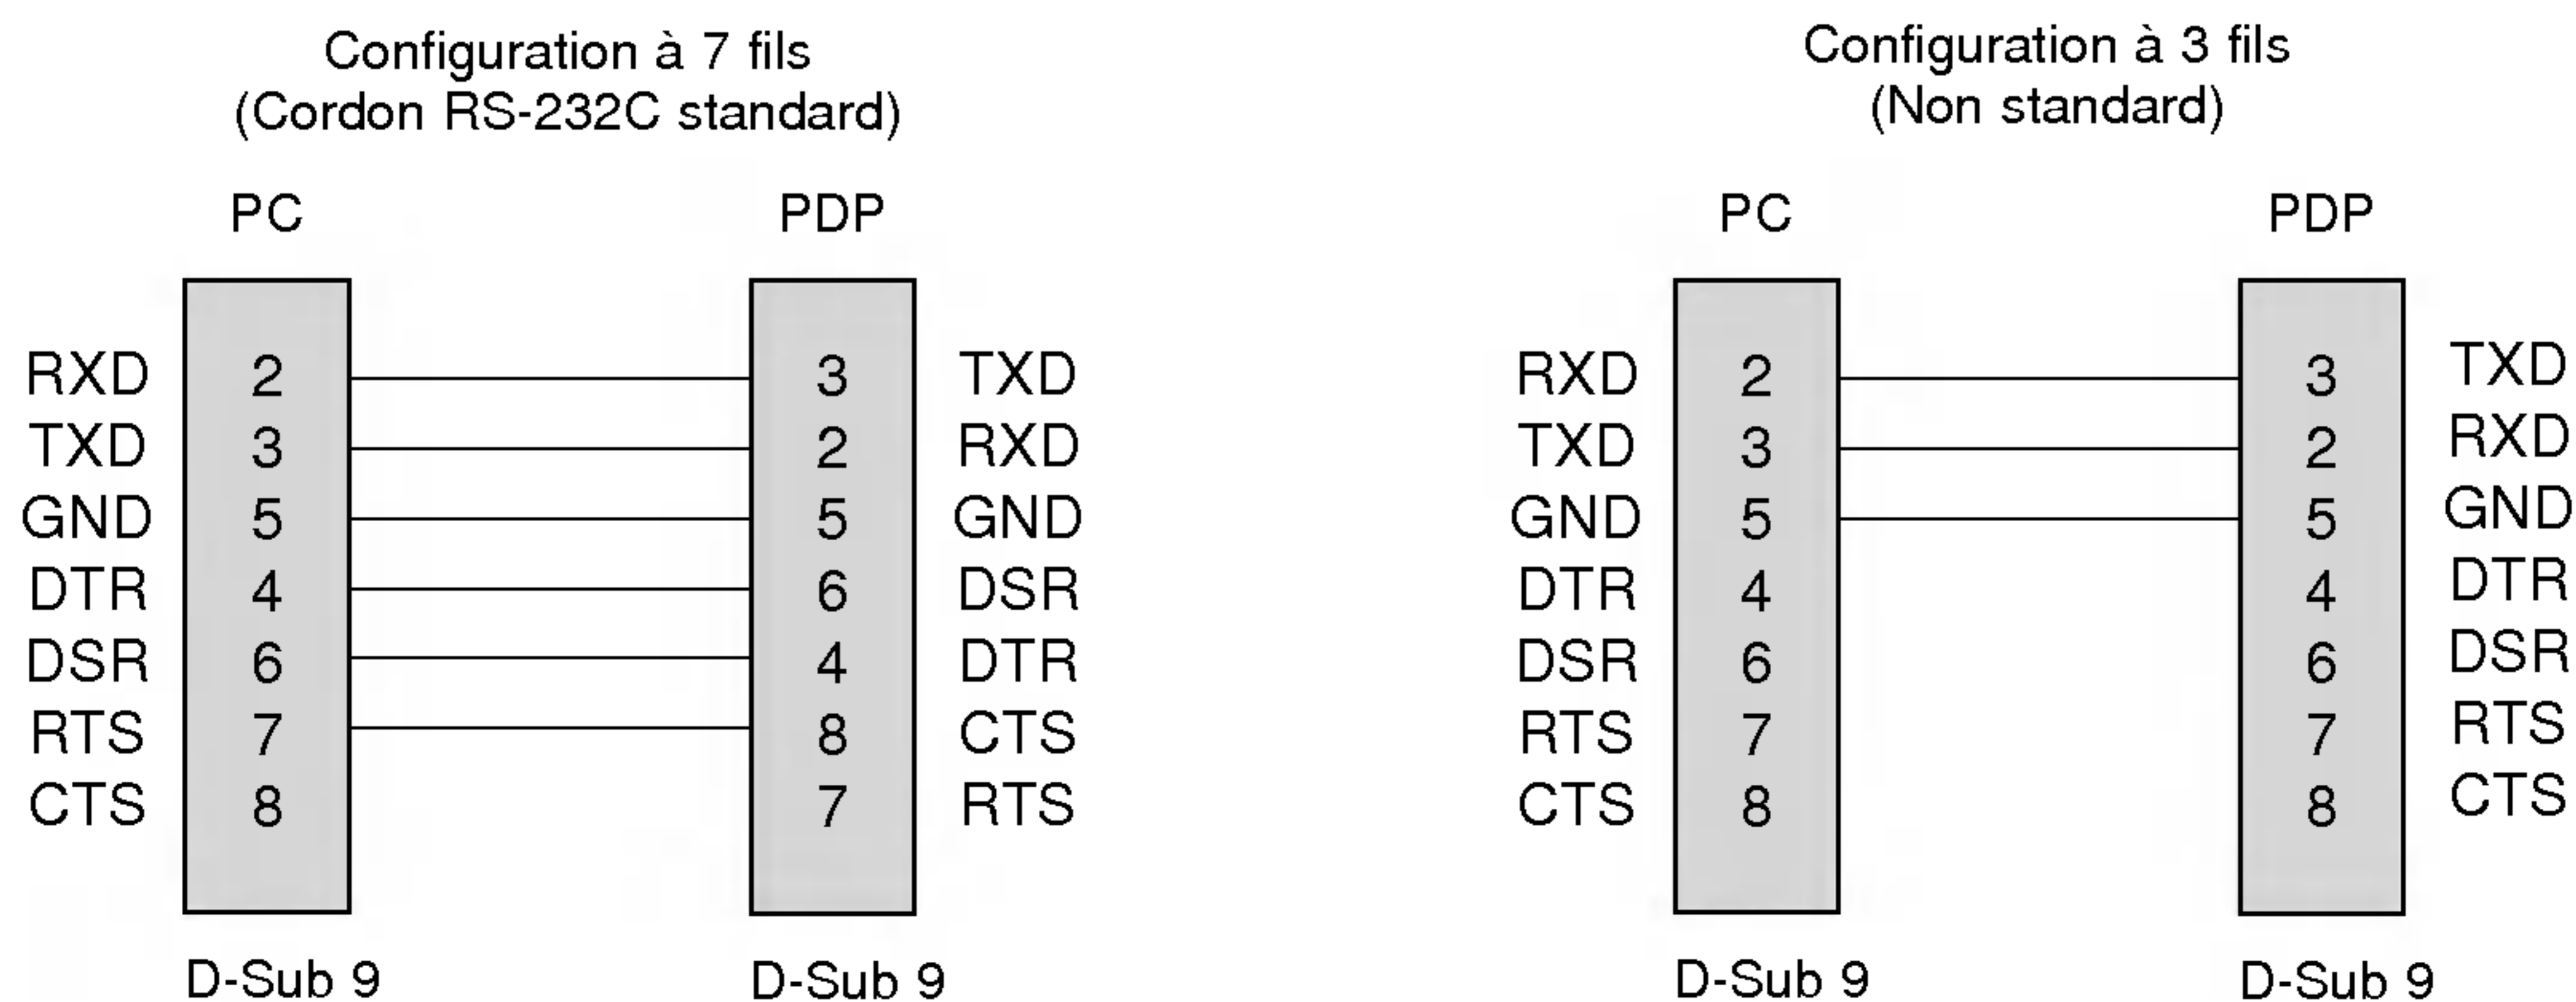 Configuration à 7 fils
(Cordon RS-232C standard)
PC PDP
RXD 2 3 TXD
TXD 3 2 RXD
GND 5 5 GND
DTR 4 6 DSR
DSR 6 4 DTR
RTS 7 8 CTS
CTS 8 7 RTS
D-Sub 9 D-Sub 9
Configuration à 3 fils
(Non standard)
PC PDP
RXD 2 3 TXD
TXD 3 2 RXD
GND 5 5 GND
DTR 4 4 DTR
DSR 6 6 DSR
RTS 7 7 RTS
CTS 8 8 CTS
D-Sub 9 D-Sub 9